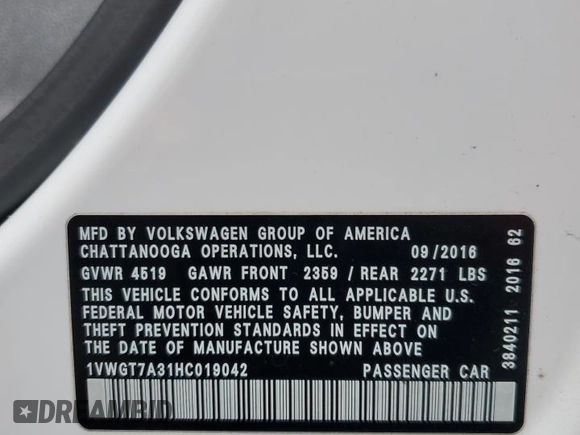 MFD BY VOLKSWAGEN GROUP OF AMERICA
CHATTANOOGA OPERATIONS, LLC. 09/2016
GVWR 4519 GAWR FRONT 2359 / REAR 2271 LBS
THIS VEHICLE CONFORMS TO ALL APPLICABLE U.S.
FEDERAL MOTOR VEHICLE SAFETY, BUMPER AND
THEFT PREVENTION STANDARDS IN EFFECT ON
THE DATE OF MANUFACTURE SHOWN ABOVE
1VWGT7A31HC019042 PASSENGER CAR
3840211 2016 62
DREAMBID